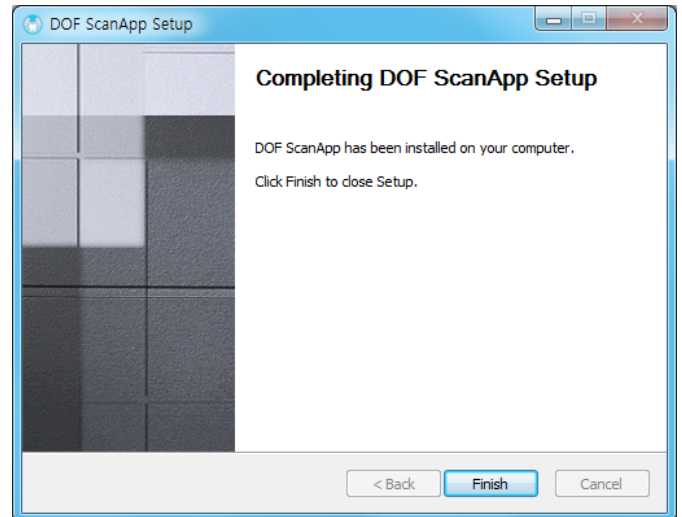 DOF ScanApp Setup
Completing DOF ScanApp Setup
DOF ScanApp has been installed on your computer.
Click Finish to close Setup.
< Back Finish Cancel